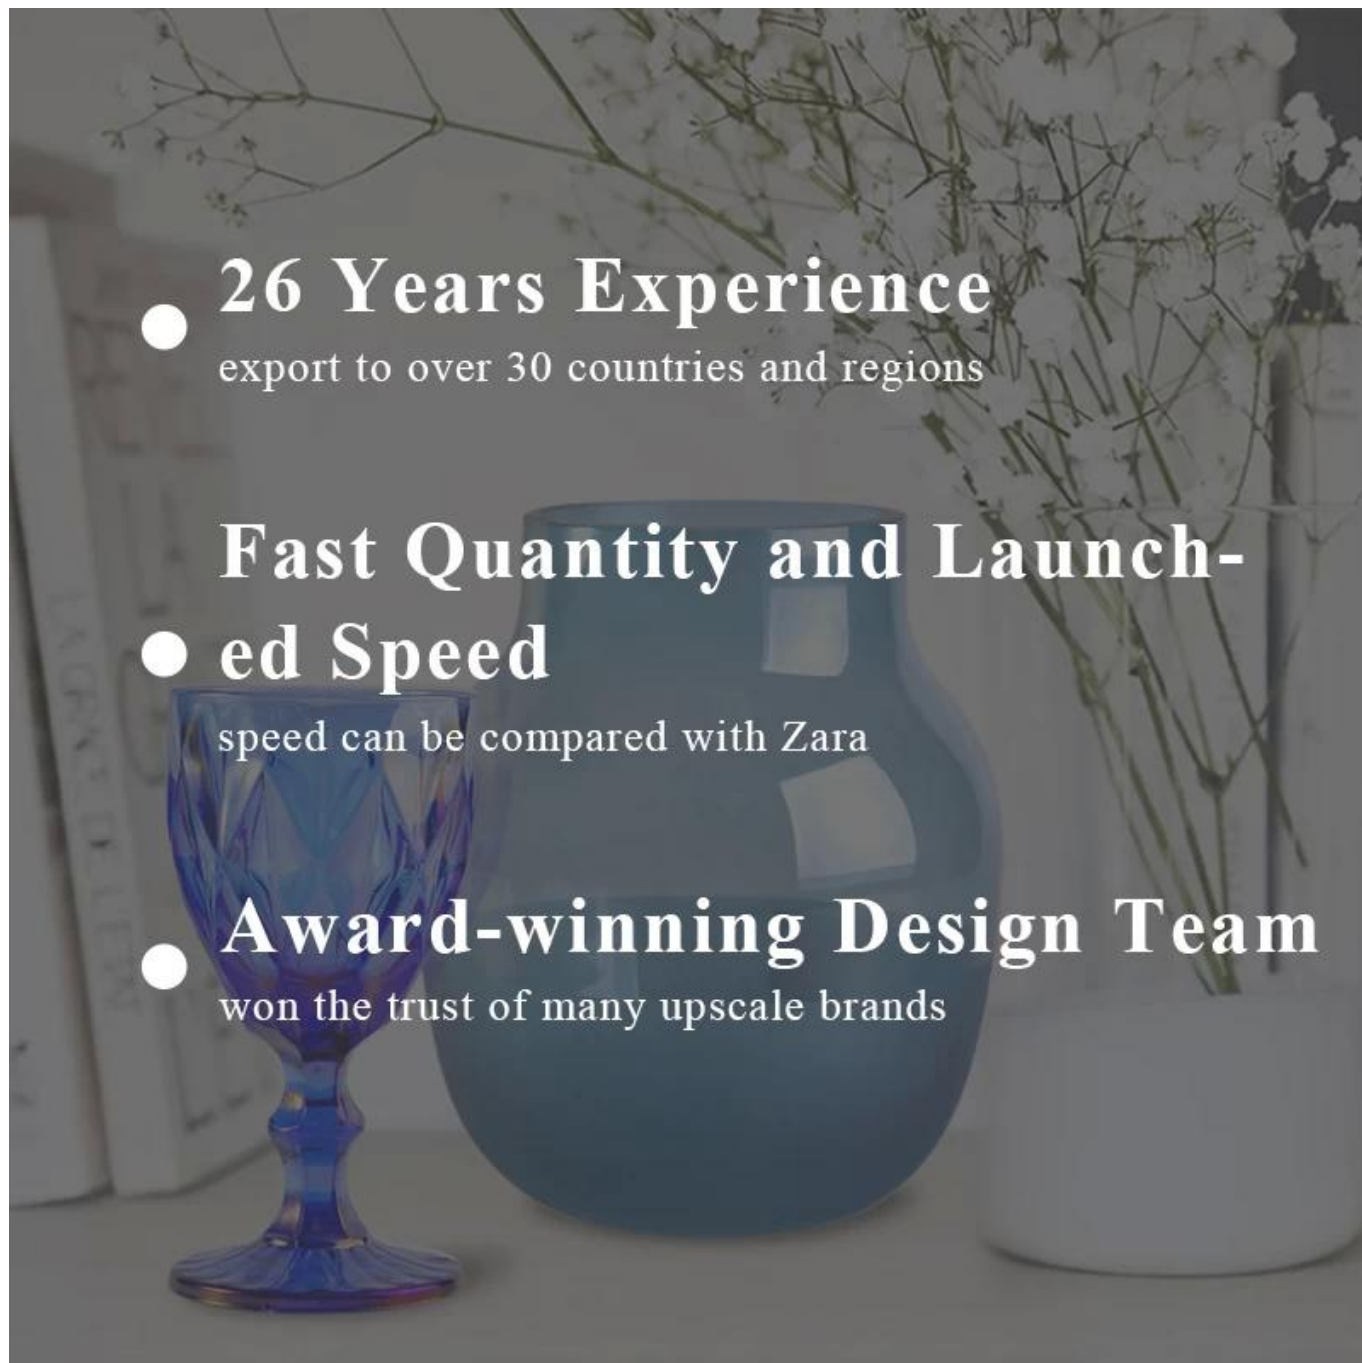 26 Years Experience
export to over 30 countries and regions
Fast Quantity and Launch-
ed Speed
speed can be compared with Zara
Award-winning Design Team
won the trust of many upscale brands